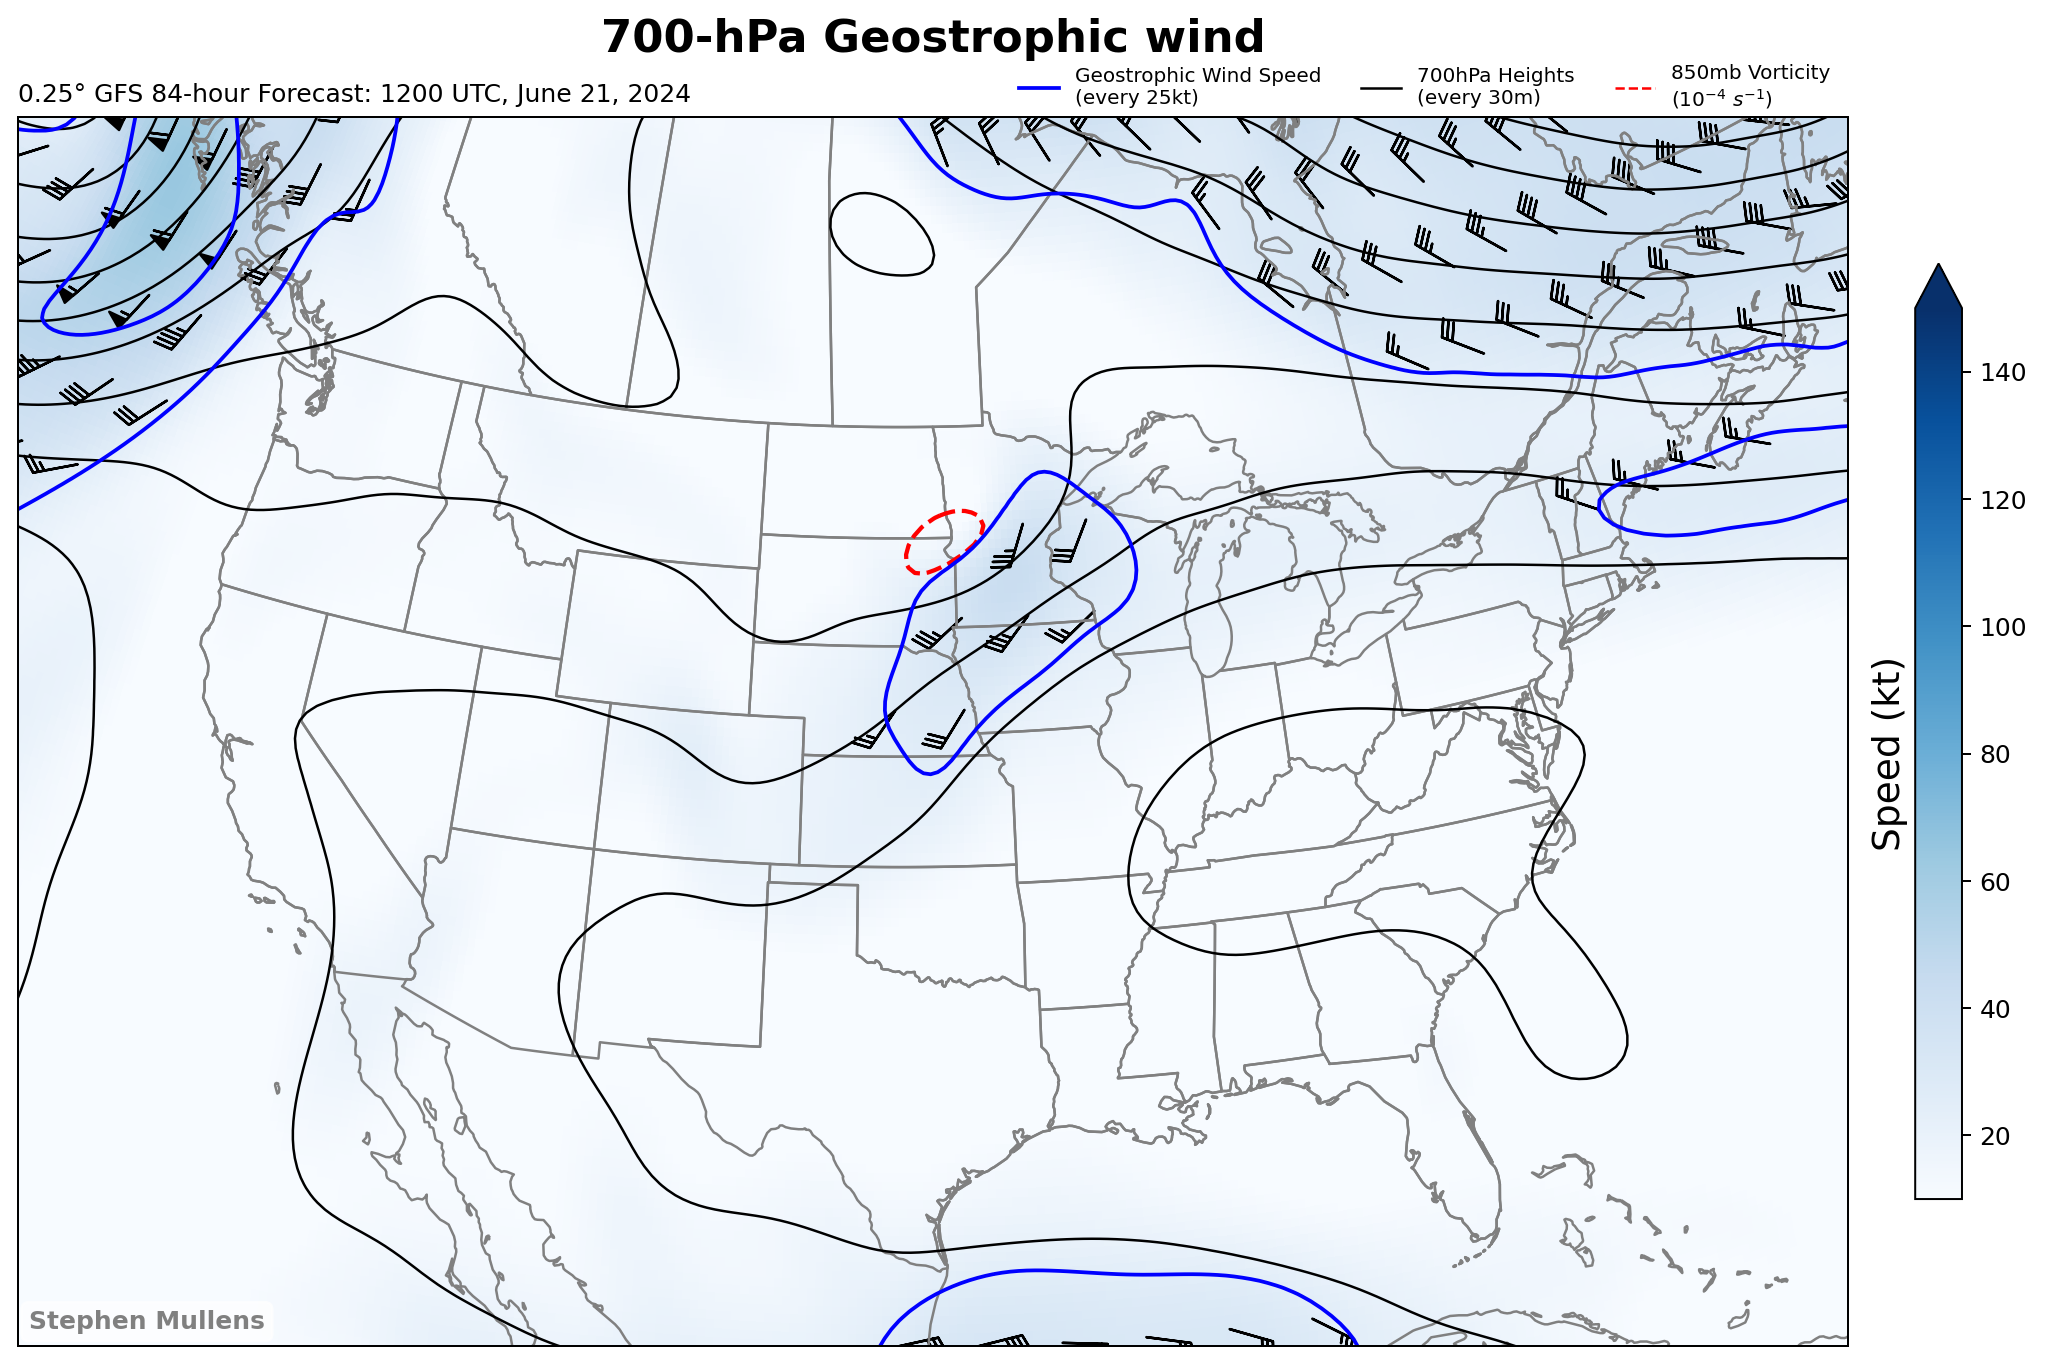 700-hPa Geostrophic wind
0.25° GFS 84-hour Forecast: 1200 UTC, June 21, 2024
Geostrophic Wind Speed
(every 25kt)
700hPa Heights
(every 30m)
850mb Vorticity
(10⁻⁴ s⁻¹)
140
120
100
80
60
40
20
Speed (kt)
Stephen Mullens